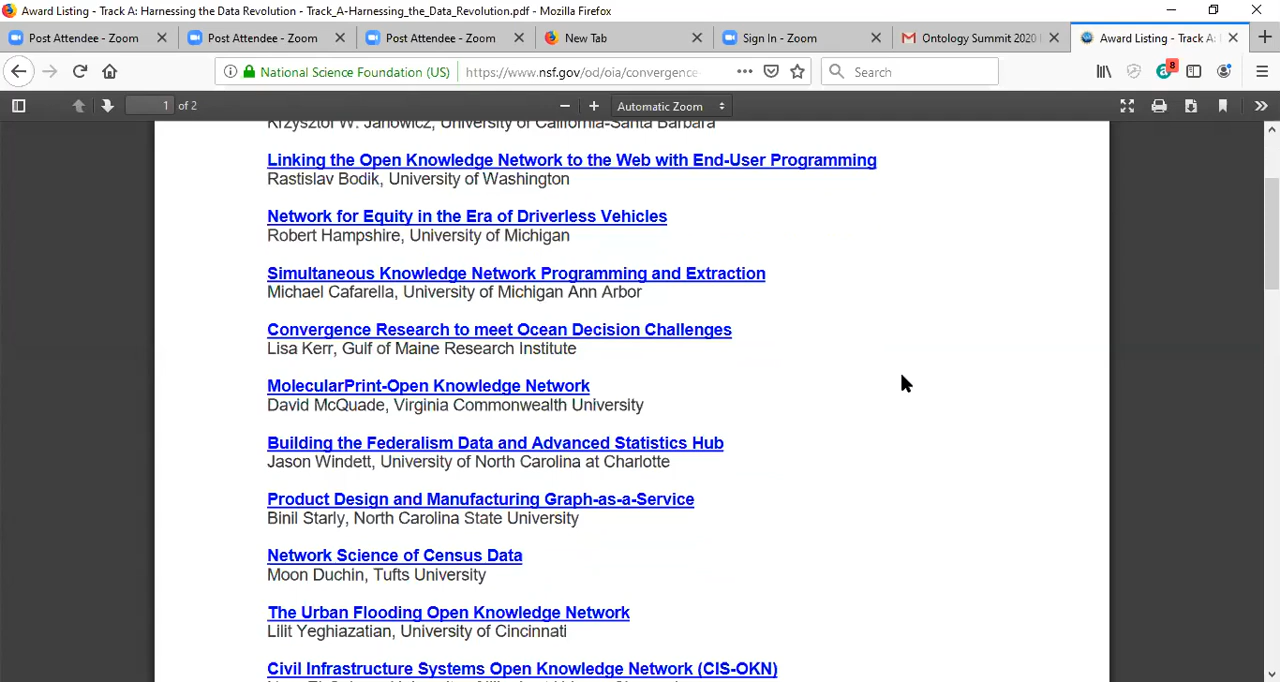 Award Listing - Track A: Harnessing the Data Revolution - Track_A-Harnessing_the_Data_Revolution.pdf - Mozilla Firefox
Post Attendee - Zoom
Post Attendee - Zoom
Post Attendee - Zoom
New Tab
Sign In - Zoom
Ontology Summit 2020
Award Listing - Track A:
National Science Foundation (US)
https://www.nsf.gov/od/oia/convergence-
Search
8
1 of 2
Automatic Zoom
Krzysztof W. Janowicz, University of California-Santa Barbara
Linking the Open Knowledge Network to the Web with End-User Programming
Rastislav Bodik, University of Washington
Network for Equity in the Era of Driverless Vehicles
Robert Hampshire, University of Michigan
Simultaneous Knowledge Network Programming and Extraction
Michael Cafarella, University of Michigan Ann Arbor
Convergence Research to meet Ocean Decision Challenges
Lisa Kerr, Gulf of Maine Research Institute
MolecularPrint-Open Knowledge Network
David McQuade, Virginia Commonwealth University
Building the Federalism Data and Advanced Statistics Hub
Jason Windett, University of North Carolina at Charlotte
Product Design and Manufacturing Graph-as-a-Service
Binil Starly, North Carolina State University
Network Science of Census Data
Moon Duchin, Tufts University
The Urban Flooding Open Knowledge Network
Lilit Yeghiazatian, University of Cincinnati
Civil Infrastructure Systems Open Knowledge Network (CIS-OKN)